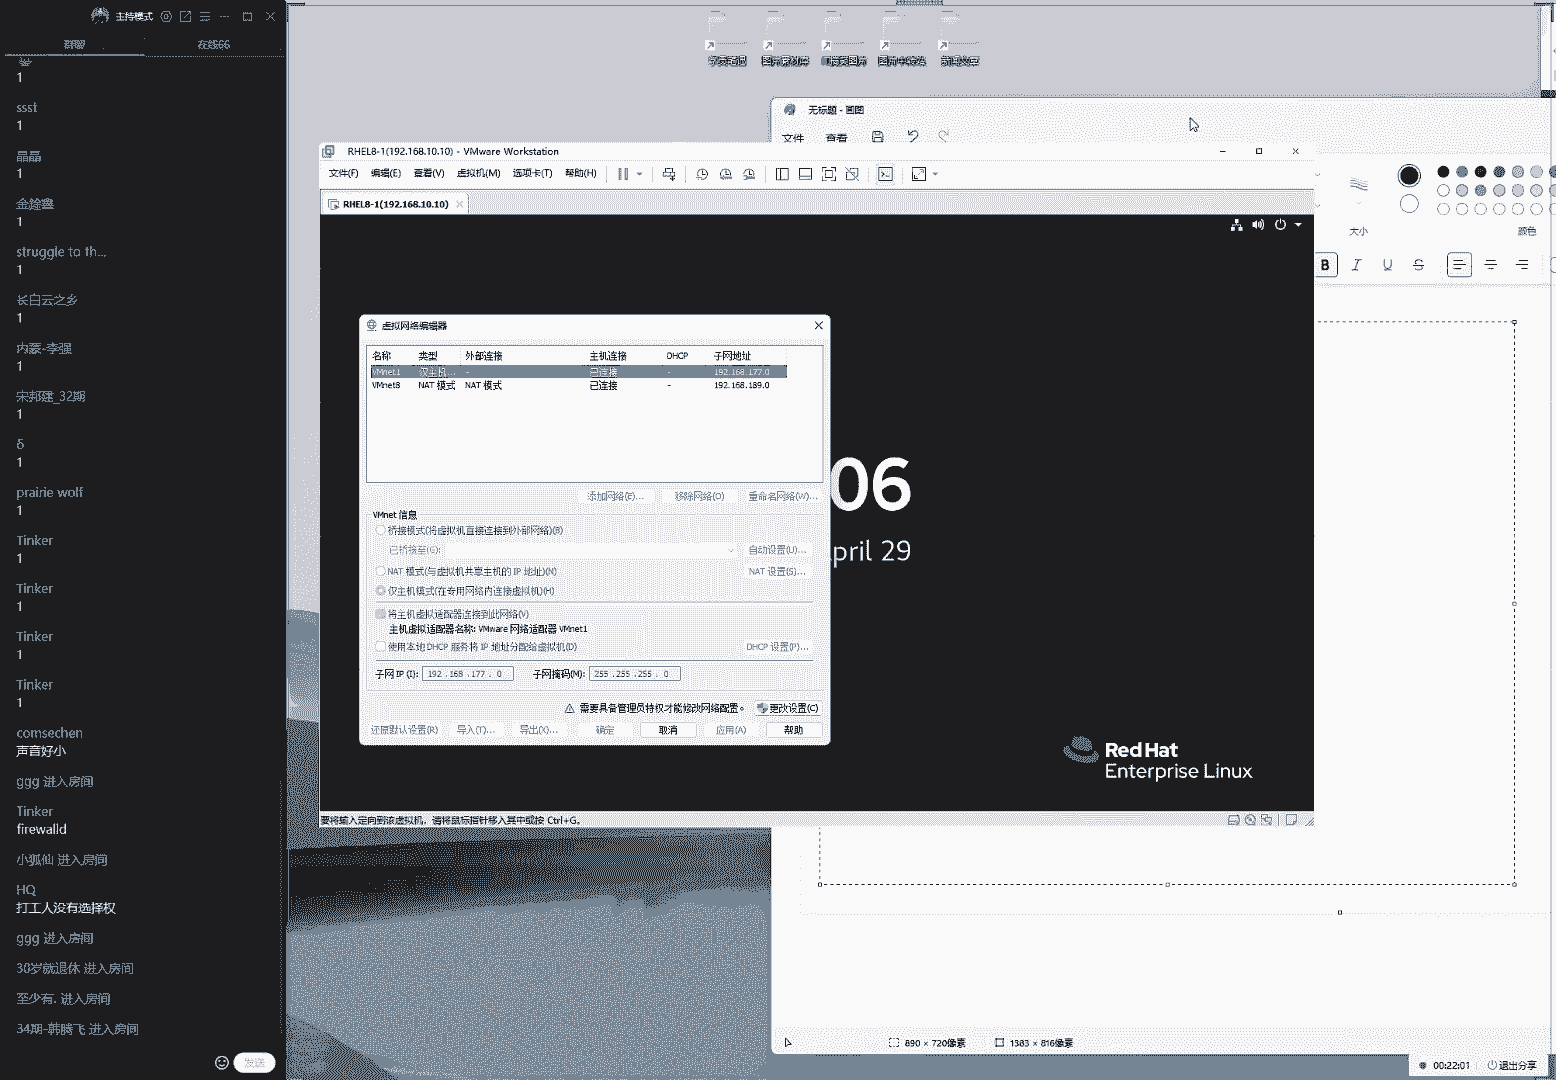 主持模式
群聊
在线66
1
ssst
1
晶晶
1
1
struggle to th...
1
长白云之乡
1
内蒙-李强
1
宋邦建_32期
1
δ
1
prairie wolf
1
Tinker
1
Tinker
1
Tinker
1
Tinker
1
comsechen
声音好小
ggg 进入房间
Tinker
firewalld
小狐仙 进入房间
HQ
打工人没有选择权
ggg 进入房间
30岁就退休 进入房间
至少有. 进入房间
34期-韩腾飞 进入房间
发送
无标题 - 画图
文件 查看
大小
颜色
B I U S
890 × 720像素
1383 × 816像素
00:22:01 退出分享
RHEL8-1(192.168.10.10) - VMware Workstation
文件(F) 编辑(E) 查看(V) 虚拟机(M) 选项卡(T) 帮助(H)
RHEL8-1(192.168.10.10)
06
pril 29
Red Hat
Enterprise Linux
虚拟网络编辑器
名称 类型 外部连接 主机连接 DHCP 子网地址
VMnet1 仅主机... - 已连接 - 192.168.177.0
VMnet8 NAT 模式 NAT 模式 已连接 - 192.168.189.0
添加网络(E)... 移除网络(O) 重命名网络(W)...
VMnet 信息
桥接模式(将虚拟机直接连接到外部网络)(B)
已桥接至(G): 自动设置(U)...
NAT 模式(与虚拟机共享主机的 IP 地址)(N) NAT 设置(S)...
仅主机模式(在专用网络内连接虚拟机)(H)
将主机虚拟适配器连接到此网络(V)
主机虚拟适配器名称: VMware 网络适配器 VMnet1
使用本地 DHCP 服务将 IP 地址分配给虚拟机(D) DHCP 设置(P)...
子网 IP (I): 192 .168 .177 . 0 子网掩码(M): 255 .255 .255 . 0
需要具备管理员特权才能修改网络配置。 更改设置(C)
还原默认设置(R) 导入(T)... 导出(X)... 确定 取消 应用(A) 帮助
要将输入定向到该虚拟机，请将鼠标指针移入其中或按 Ctrl+G。